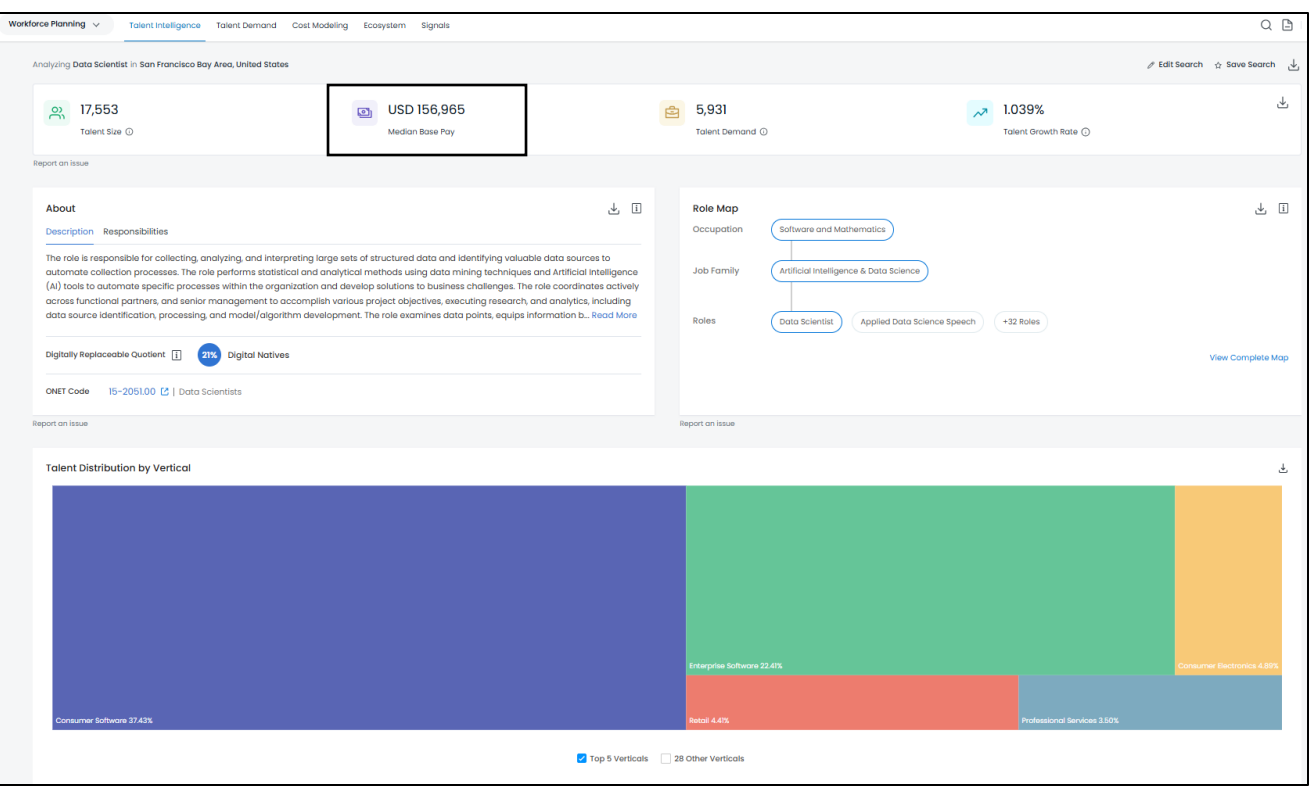 Workforce Planning
Talent Intelligence
Talent Demand
Cost Modeling
Ecosystem
Signals
Analyzing Data Scientist in San Francisco Bay Area, United States
Edit Search
Save Search
17,553
Talent Size
USD 156,965
Median Base Pay
5,931
Talent Demand
1.039%
Talent Growth Rate
Report an issue
About
Description
Responsibilities
The role is responsible for collecting, analyzing, and interpreting large sets of structured data and identifying valuable data sources to
automate collection processes. The role performs statistical and analytical methods using data mining techniques and Artificial Intelligence
(AI) tools to automate specific processes within the organization and develop solutions to business challenges. The role coordinates actively
across functional partners, and senior management to accomplish various project objectives, executing research, and analytics, including
data source identification, processing, and model/algorithm development. The role examines data points, equips information b... Read More
Digitally Replaceable Quotient
21%
Digital Natives
ONET Code
15-2051.00
| Data Scientists
Report an issue
Role Map
Occupation
Software and Mathematics
Job Family
Artificial Intelligence & Data Science
Roles
Data Scientist
Applied Data Science Speech
+32 Roles
View Complete Map
Report an issue
Talent Distribution by Vertical
Consumer Software 37.43%
Enterprise Software 22.41%
Consumer Electronics 4.89%
Retail 4.41%
Professional Services 3.50%
Top 5 Verticals
28 Other Verticals